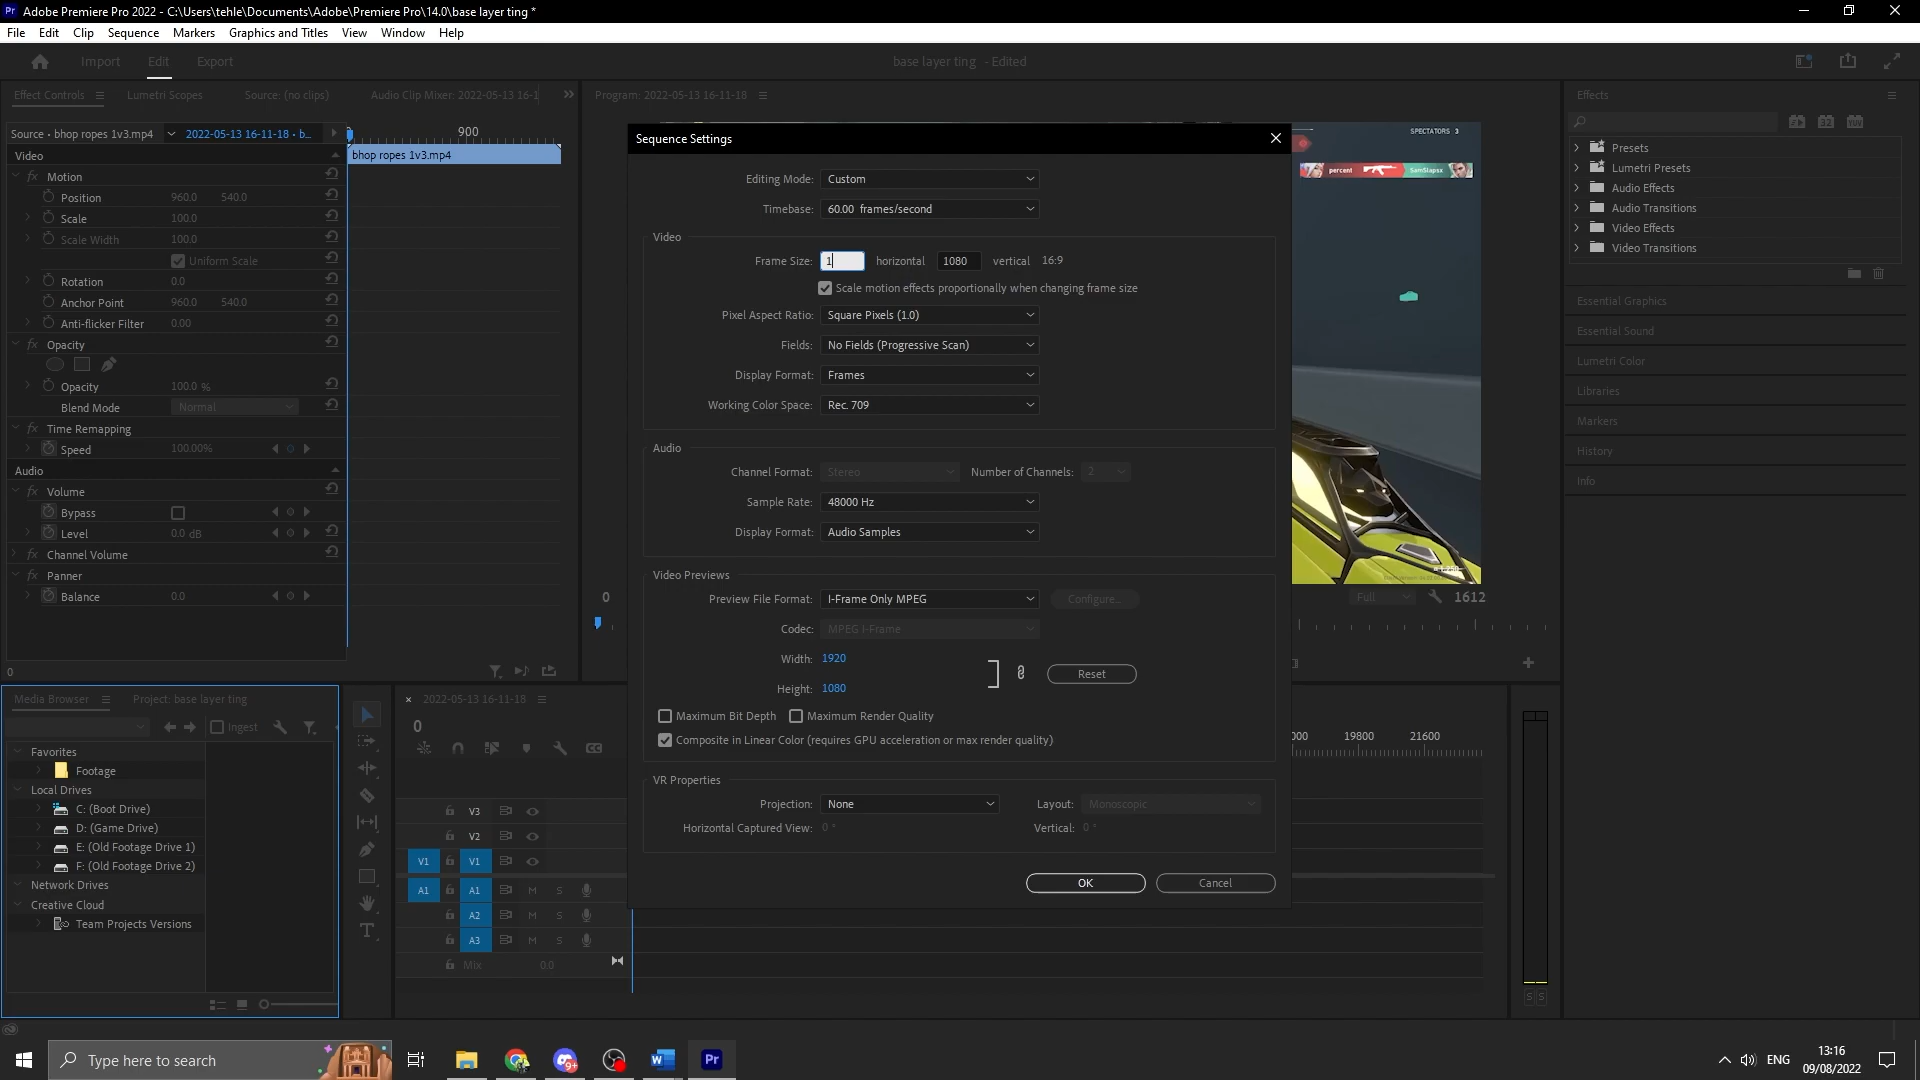 Adobe Premiere Pro 2022 - C:\Users\tehle\Documents\Adobe\Premiere Pro\14.0\base layer ting *
File Edit Clip Sequence Markers Graphics and Titles View Window Help
Import Edit Export
base layer ting - Edited
Effect Controls Lumetri Scopes Source: (no clips) Audio Clip Mixer: 2022-05-13 16-1
Program: 2022-05-13 16-11-18
Effects
Source • bhop ropes 1v3.mp4 2022-05-13 16-11-18 • b...
900
Video
bhop ropes 1v3.mp4
Motion
Position 960.0 540.0
Scale 100.0
Scale Width 100.0
Uniform Scale
Rotation 0.0
Anchor Point 960.0 540.0
Anti-flicker Filter 0.00
Opacity
Opacity 100.0 %
Blend Mode Normal
Time Remapping
Speed 100.00%
Audio
Volume
Bypass
Level 0.0 dB
Channel Volume
Panner
Balance 0.0
0
Sequence Settings
Editing Mode: Custom
Timebase: 60.00 frames/second
Video
Frame Size: 1 horizontal 1080 vertical 16:9
Scale motion effects proportionally when changing frame size
Pixel Aspect Ratio: Square Pixels (1.0)
Fields: No Fields (Progressive Scan)
Display Format: Frames
Working Color Space: Rec. 709
Audio
Channel Format: Stereo Number of Channels: 2
Sample Rate: 48000 Hz
Display Format: Audio Samples
Video Previews
Preview File Format: I-Frame Only MPEG Configure...
Codec: MPEG I-Frame
Width: 1920
Height: 1080
Reset
Maximum Bit Depth Maximum Render Quality
Composite in Linear Color (requires GPU acceleration or max render quality)
VR Properties
Projection: None Layout: Monoscopic
Horizontal Captured View: 0 ° Vertical: 0 °
OK Cancel
SPECTATORS 3
percent SamSlapsx
0
Full 1612
32 YUV
Presets
Lumetri Presets
Audio Effects
Audio Transitions
Video Effects
Video Transitions
Essential Graphics
Essential Sound
Lumetri Color
Libraries
Markers
History
Info
Media Browser Project: base layer ting
Ingest
Favorites
Footage
Local Drives
C: (Boot Drive)
D: (Game Drive)
E: (Old Footage Drive 1)
F: (Old Footage Drive 2)
Network Drives
Creative Cloud
Team Projects Versions
× 2022-05-13 16-11-18
0
000 19800 21600
V3
V2
V1 V1
A1 A1 M S
A2 M S
A3 M S
Mix 0.0
S S
Type here to search
9+
W
Pr
ENG
13:16
09/08/2022